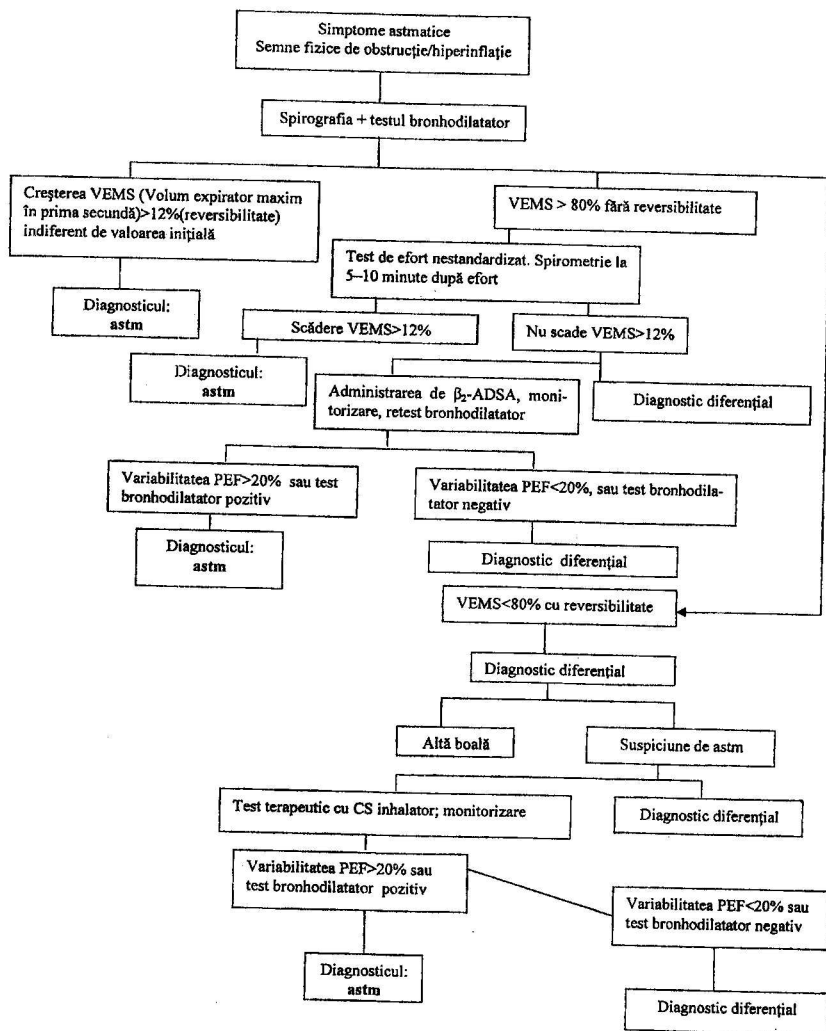 Simptome astmatice
Semne fizice de obstrucție/hiperinflație
Spirografia + testul bronhodilatator
Creşterea VEMS (Volum expirator maxim
în prima secundă)>12%(reversibilitate)
indiferent de valoarea inițială
VEMS > 80% fără reversibilitate
Test de efort nestandardizat. Spirometrie la
5–10 minute după efort
Diagnosticul:
astm
Scădere VEMS>12%
Nu scade VEMS>12%
Diagnosticul:
astm
Administrarea de β₂-ADSA, moni-
torizare, retest bronhodilatator
Diagnostic diferențial
Variabilitatea PEF>20% sau test
bronhodilatator pozitiv
Variabilitatea PEF<20%, sau test bronhodila-
tator negativ
Diagnosticul:
astm
Diagnostic diferențial
VEMS<80% cu reversibilitate
Diagnostic diferențial
Altă boală
Suspiciune de astm
Test terapeutic cu CS inhalator; monitorizare
Diagnostic diferențial
Variabilitatea PEF>20% sau
test bronhodilatator pozitiv
Variabilitatea PEF<20% sau
test bronhodilatator negativ
Diagnosticul:
astm
Diagnostic diferențial